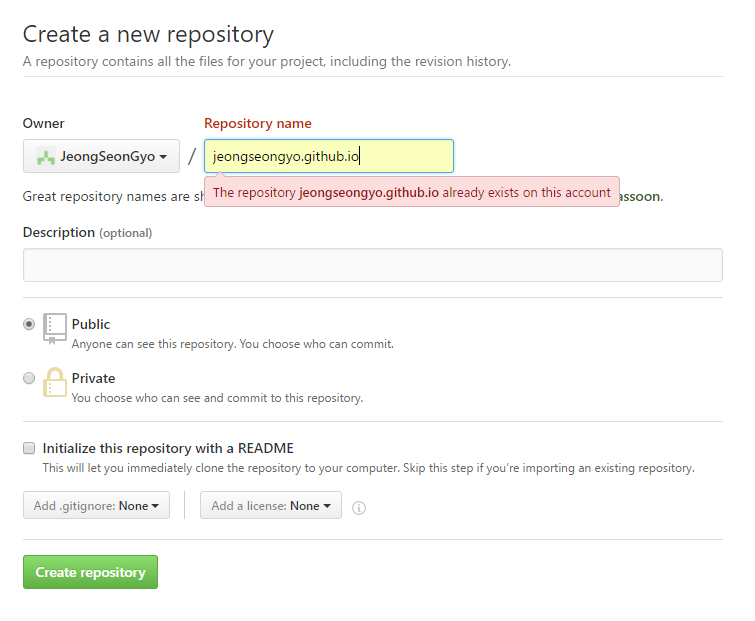 Create a new repository
A repository contains all the files for your project, including the revision history.
Owner
Repository name
JeongSeonGyo / jeongseongyo.github.io
The repository jeongseongyo.github.io already exists on this account
Great repository names are
Description (optional)
Public
Anyone can see this repository. You choose who can commit.
Private
You choose who can see and commit to this repository.
Initialize this repository with a README
This will let you immediately clone the repository to your computer. Skip this step if you’re importing an existing repository.
Add .gitignore: None
Add a license: None
Create repository